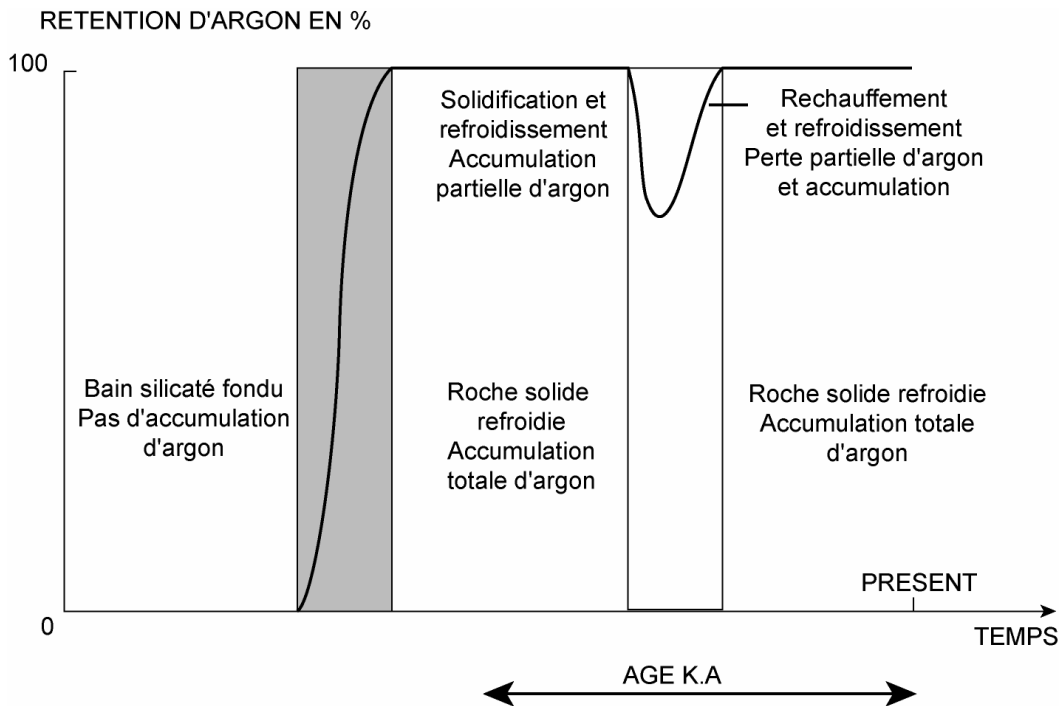 RETENTION D'ARGON EN %
100
Solidification et
refroidissement
Accumulation
partielle d'argon
Rechauffement
et refroidissement
Perte partielle d'argon
et accumulation
Bain silicaté fondu
Pas d'accumulation
d'argon
Roche solide
refroidie
Accumulation
totale d'argon
Roche solide refroidie
Accumulation totale
d'argon
PRESENT
0
TEMPS
AGE K.A